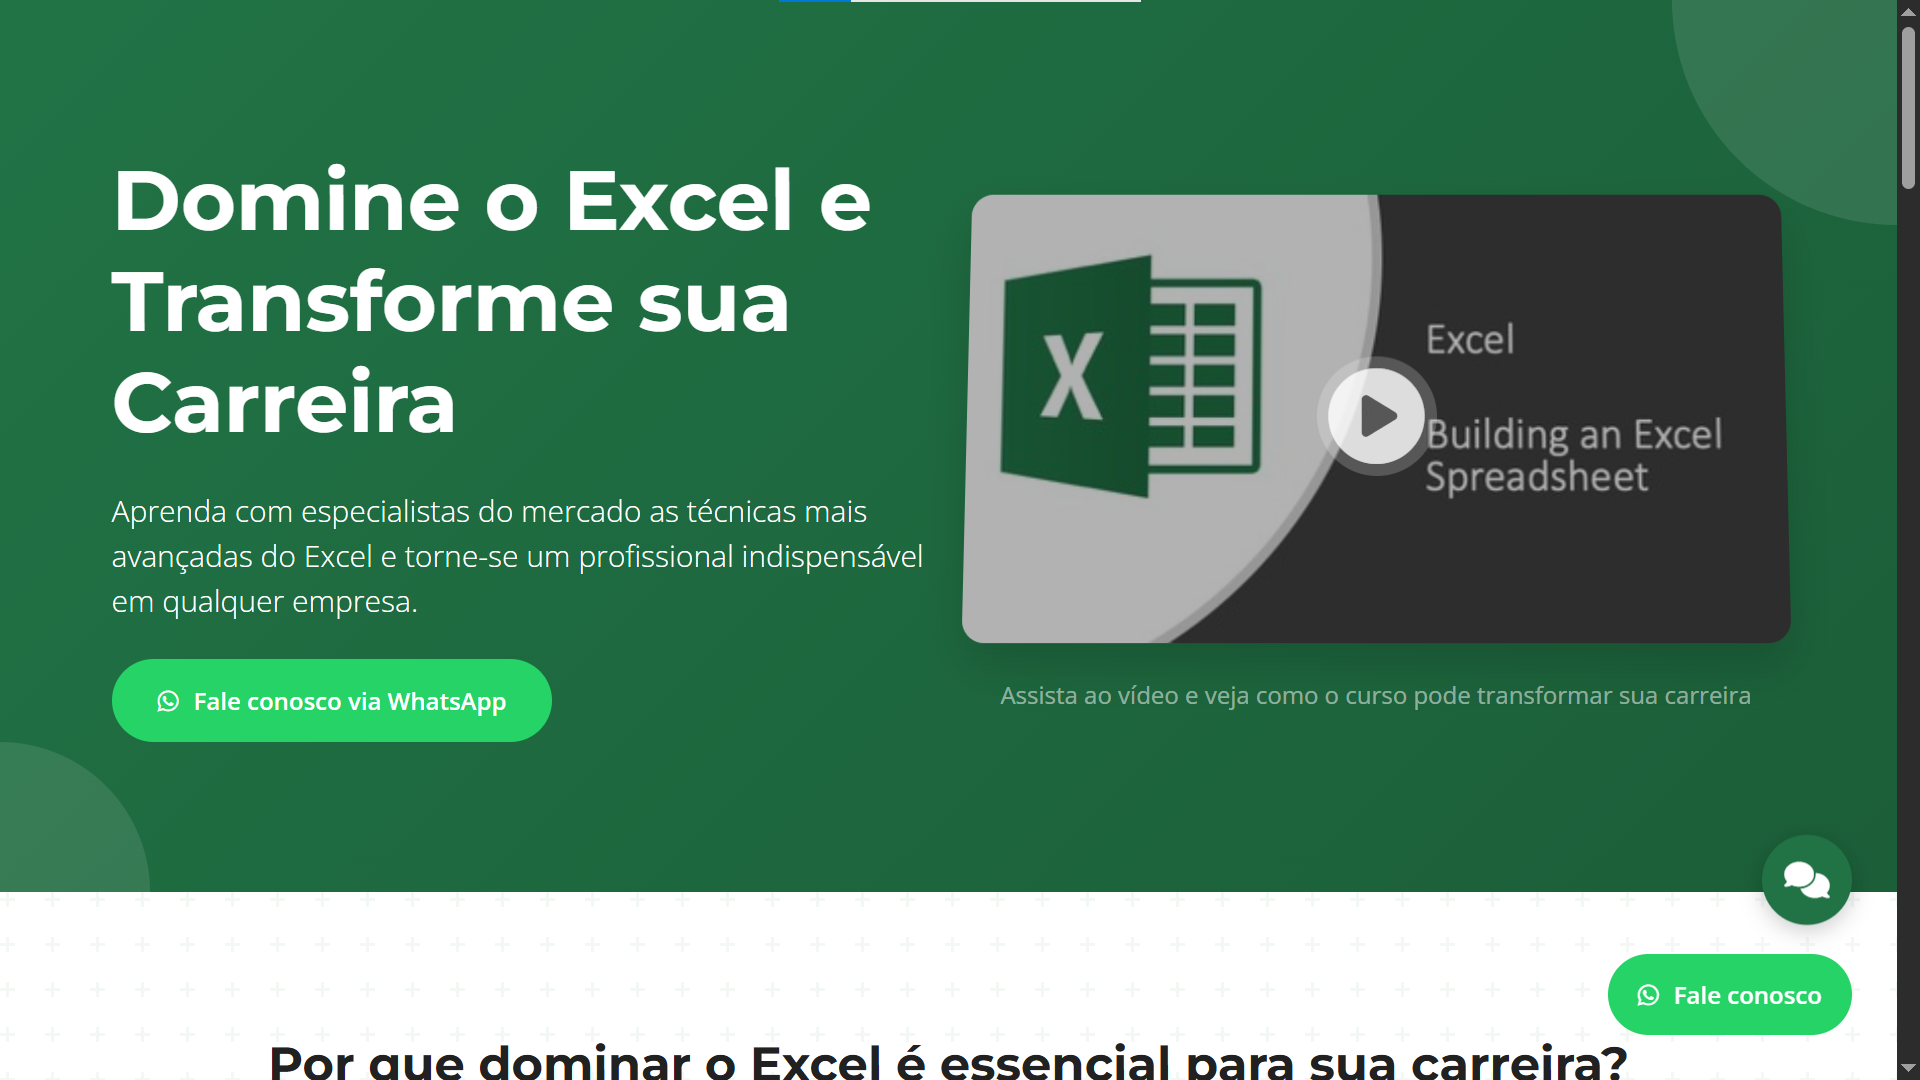 Domine o Excel e
Transforme sua
Carreira
Aprenda com especialistas do mercado as técnicas mais
avançadas do Excel e torne-se um profissional indispensável
em qualquer empresa.
Fale conosco via WhatsApp
X
Excel
Building an Excel
Spreadsheet
Assista ao vídeo e veja como o curso pode transformar sua carreira
Fale conosco
Por que dominar o Excel é essencial para sua carreira?